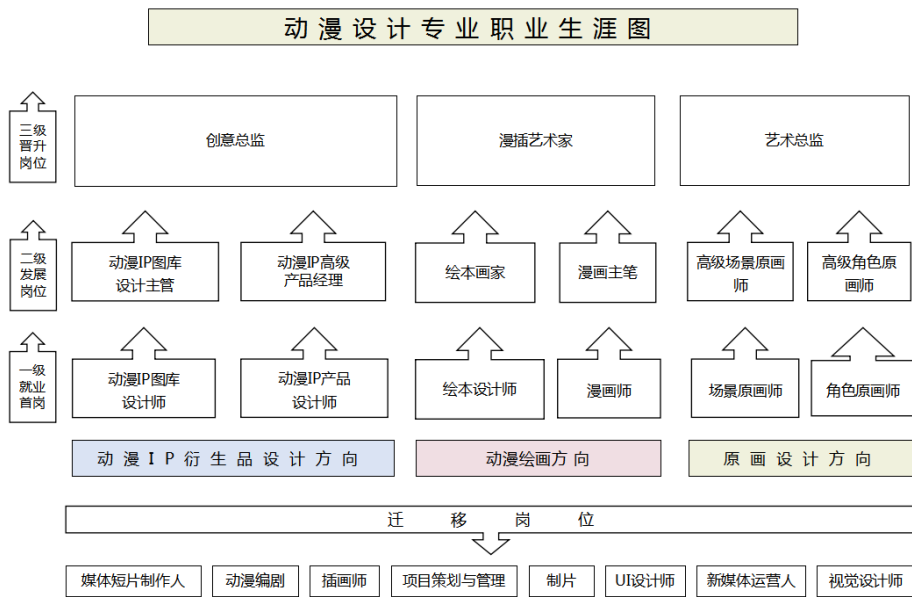 动漫设计专业职业生涯图
三级
晋升
岗位
创意总监
漫插艺术家
艺术总监
二级
发展
岗位
动漫IP图库
设计主管
动漫IP高级
产品经理
绘本画家
漫画主笔
高级场景原画
师
高级角色原
画师
一级
就业
首岗
动漫IP图库
设计师
动漫IP产品
设计师
绘本设计师
漫画师
场景原画师
角色原画师
动漫IP衍生品设计方向
动漫绘画方向
原画设计方向
迁移岗位
媒体短片制作人
动漫编剧
插画师
项目策划与管理
制片
UI设计师
新媒体运营人
视觉设计师